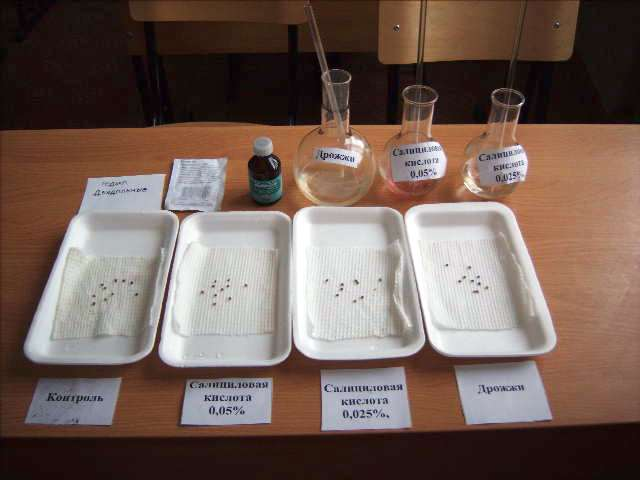 Дрожжи
Салициловая
кислота
0,05%
Салициловая
кислота
0,025%
Двудольные
Контроль
Салициловая
кислота
0,05%
Салициловая
кислота
0,025%,
Дрожжи